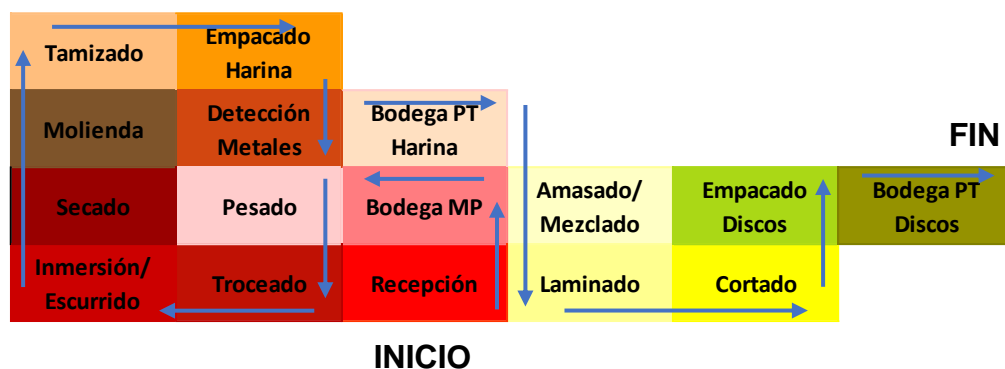 Tamizado
Empacado
Harina
Molienda
Detección
Metales
Bodega PT
Harina
FIN
Secado
Pesado
Bodega MP
Amasado/
Mezclado
Empacado
Discos
Bodega PT
Discos
Inmersión/
Escurrido
Troceado
Recepción
Laminado
Cortado
INICIO